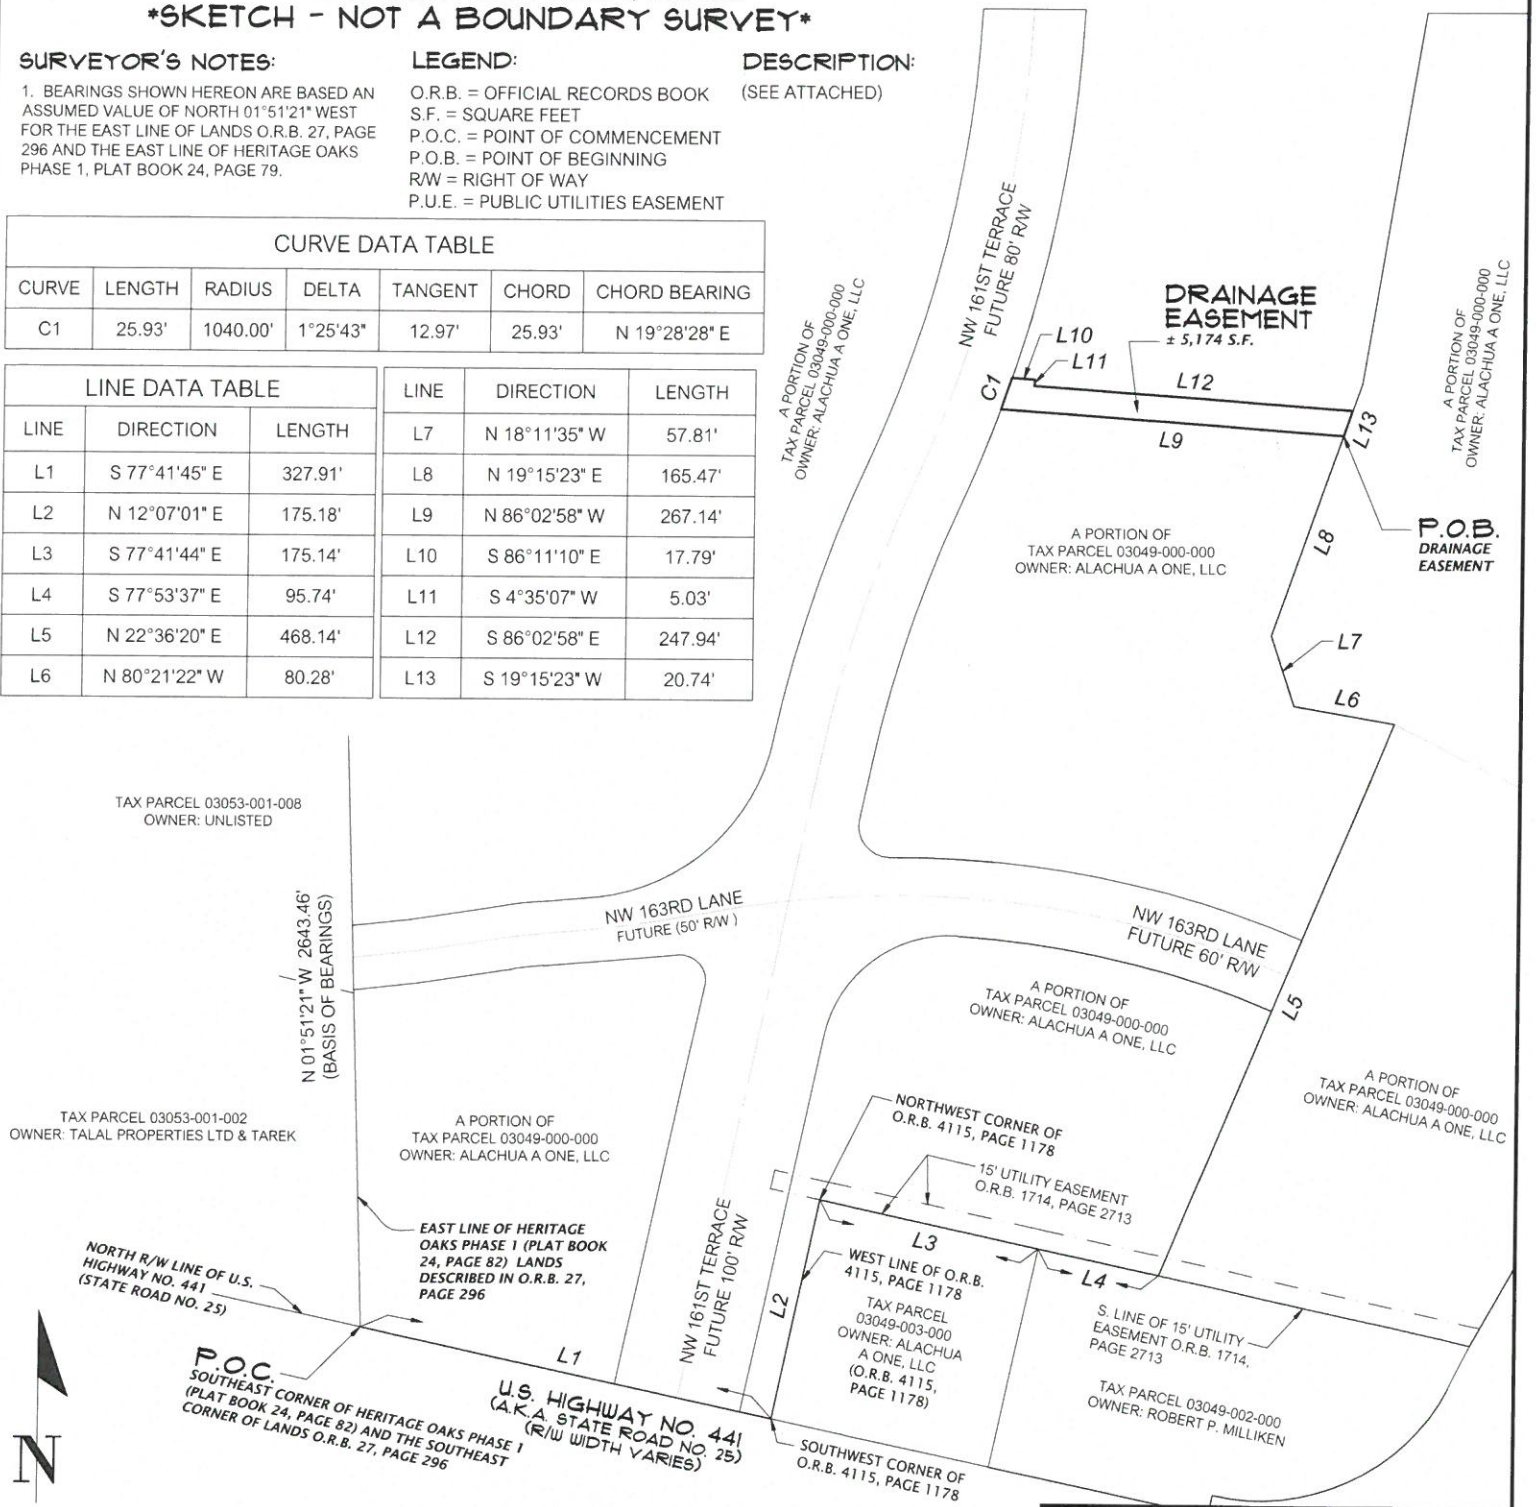 *SKETCH - NOT A BOUNDARY SURVEY*
SURVEYOR'S NOTES:
1. BEARINGS SHOWN HEREON ARE BASED AN
ASSUMED VALUE OF NORTH 01°51'21" WEST
FOR THE EAST LINE OF LANDS O.R.B. 27, PAGE
296 AND THE EAST LINE OF HERITAGE OAKS
PHASE 1, PLAT BOOK 24, PAGE 79.
LEGEND:
O.R.B. = OFFICIAL RECORDS BOOK
S.F. = SQUARE FEET
P.O.C. = POINT OF COMMENCEMENT
P.O.B. = POINT OF BEGINNING
R/W = RIGHT OF WAY
P.U.E. = PUBLIC UTILITIES EASEMENT
DESCRIPTION:
(SEE ATTACHED)
CURVE DATA TABLE
CURVE LENGTH RADIUS DELTA TANGENT CHORD CHORD BEARING
C1 25.93' 1040.00' 1°25'43" 12.97' 25.93' N 19°28'28" E
LINE DATA TABLE
LINE DIRECTION LENGTH
L1 S 77°41'45" E 327.91'
L2 N 12°07'01" E 175.18'
L3 S 77°41'44" E 175.14'
L4 S 77°53'37" E 95.74'
L5 N 22°36'20" E 468.14'
L6 N 80°21'22" W 80.28'
LINE DIRECTION LENGTH
L7 N 18°11'35" W 57.81'
L8 N 19°15'23" E 165.47'
L9 N 86°02'58" W 267.14'
L10 S 86°11'10" E 17.79'
L11 S 4°35'07" W 5.03'
L12 S 86°02'58" E 247.94'
L13 S 19°15'23" W 20.74'
A PORTION OF
TAX PARCEL 03049-000-000
OWNER: ALACHUA A ONE, LLC
NW 161ST TERRACE
FUTURE 80' R/W
DRAINAGE
EASEMENT
± 5,174 S.F.
L10
L11
L12
C1
L9
L13
A PORTION OF
TAX PARCEL 03049-000-000
OWNER: ALACHUA A ONE, LLC
A PORTION OF
TAX PARCEL 03049-000-000
OWNER: ALACHUA A ONE, LLC
L8
P.O.B.
DRAINAGE
EASEMENT
L7
L6
TAX PARCEL 03053-001-008
OWNER: UNLISTED
N 01°51'21" W 2643.46'
(BASIS OF BEARINGS)
NW 163RD LANE
FUTURE (50' R/W )
NW 163RD LANE
FUTURE 60' R/W
L5
A PORTION OF
TAX PARCEL 03049-000-000
OWNER: ALACHUA A ONE, LLC
A PORTION OF
TAX PARCEL 03049-000-000
OWNER: ALACHUA A ONE, LLC
TAX PARCEL 03053-001-002
OWNER: TALAL PROPERTIES LTD & TAREK
A PORTION OF
TAX PARCEL 03049-000-000
OWNER: ALACHUA A ONE, LLC
NORTHWEST CORNER OF
O.R.B. 4115, PAGE 1178
15' UTILITY EASEMENT
O.R.B. 1714, PAGE 2713
EAST LINE OF HERITAGE
OAKS PHASE 1 (PLAT BOOK
24, PAGE 82) LANDS
DESCRIBED IN O.R.B. 27,
PAGE 296
NORTH R/W LINE OF U.S.
HIGHWAY NO. 441
(STATE ROAD NO. 25)
NW 161ST TERRACE
FUTURE 100' R/W
L2
L3
L4
WEST LINE OF O.R.B.
4115, PAGE 1178
TAX PARCEL
03049-003-000
OWNER: ALACHUA
A ONE, LLC
(O.R.B. 4115,
PAGE 1178)
S. LINE OF 15' UTILITY
EASEMENT O.R.B. 1714,
PAGE 2713
TAX PARCEL 03049-002-000
OWNER: ROBERT P. MILLIKEN
L1
P.O.C.
SOUTHEAST CORNER OF HERITAGE OAKS PHASE 1
(PLAT BOOK 24, PAGE 82) AND THE SOUTHEAST
CORNER OF LANDS O.R.B. 27, PAGE 296
U.S. HIGHWAY NO. 441
(A.K.A. STATE ROAD NO. 25)
(R/W WIDTH VARIES)
SOUTHWEST CORNER OF
O.R.B. 4115, PAGE 1178
N